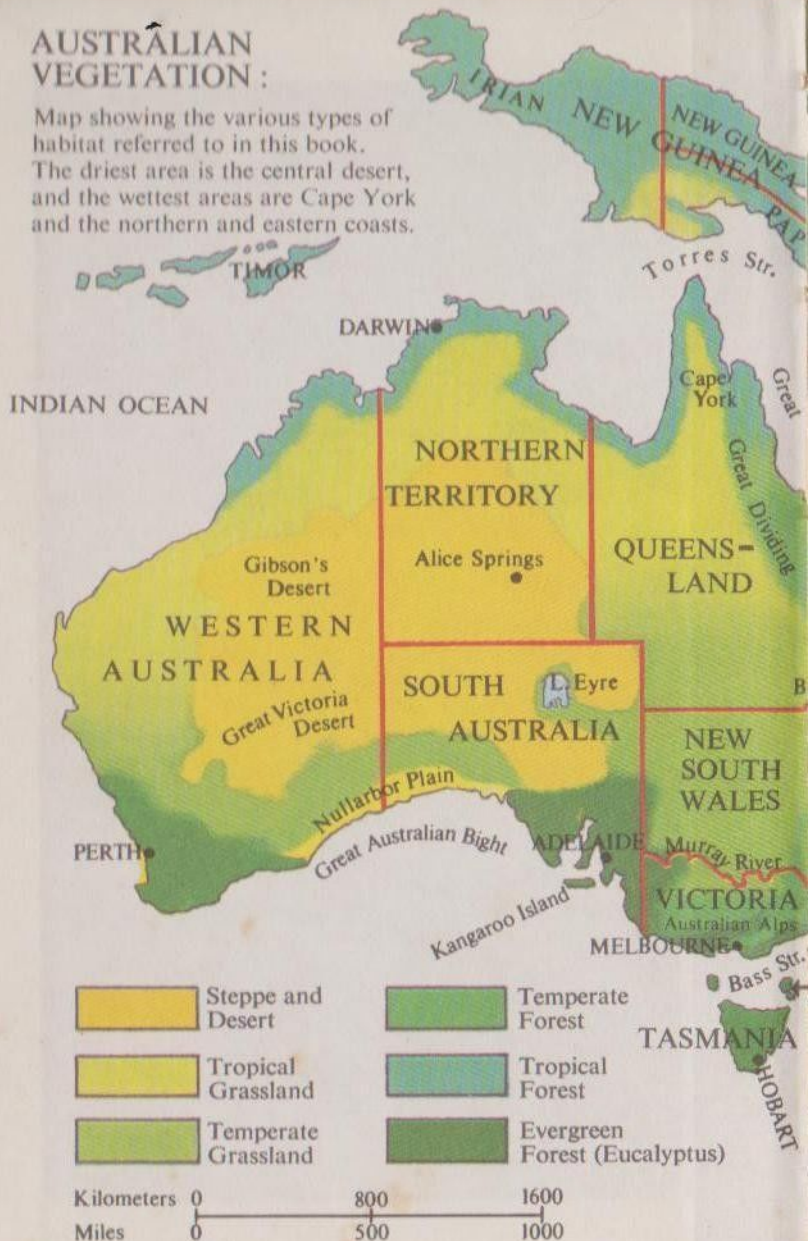 AUSTRALIAN
VEGETATION :
Map showing the various types of
habitat referred to in this book.
The driest area is the central desert,
and the wettest areas are Cape York
and the northern and eastern coasts.
IRIAN
NEW GUINEA
NEW GUINEA
PAP
TIMOR
Torres Str.
DARWIN
INDIAN OCEAN
Cape
York
Great
Great Dividing
NORTHERN
TERRITORY
Alice Springs
QUEENS-
LAND
Gibson's
Desert
WESTERN
AUSTRALIA
Great Victoria
Desert
SOUTH
AUSTRALIA
L. Eyre
B
NEW
SOUTH
WALES
Nullarbor Plain
Great Australian Bight
PERTH
ADELAIDE
Murray River
Kangaroo Island
VICTORIA
Australian Alps
MELBOURNE
Bass Str.
TASMANIA
HOBART
Steppe and
Desert
Tropical
Grassland
Temperate
Grassland
Temperate
Forest
Tropical
Forest
Evergreen
Forest (Eucalyptus)
Kilometers 0 800 1600
Miles 0 500 1000